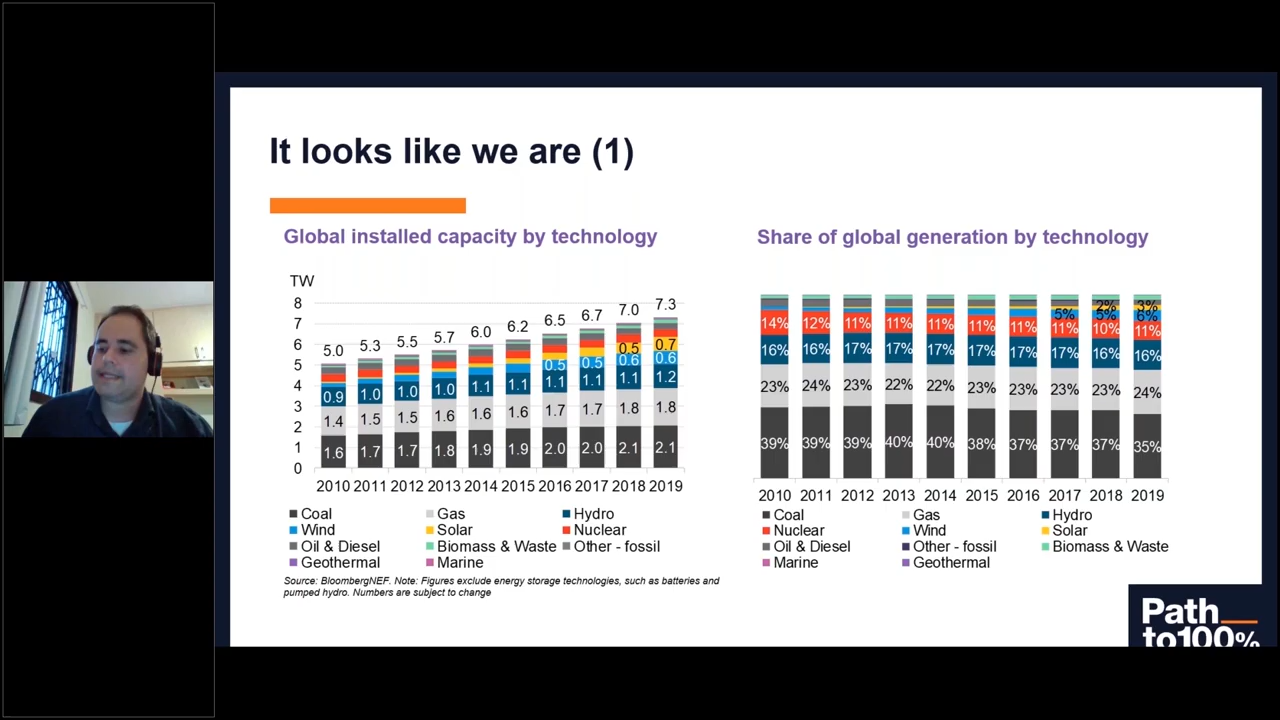 It looks like we are (1)
Global installed capacity by technology
TW
8
7
6
5
4
3
2
1
0
5.0 5.3 5.5 5.7 6.0 6.2 6.5 6.7 7.0 7.3
0.5 0.7
0.5 0.5 0.6 0.6
0.9 1.0 1.0 1.0 1.1 1.1 1.1 1.1 1.1 1.2
1.4 1.5 1.5 1.6 1.6 1.6 1.7 1.7 1.8 1.8
1.6 1.7 1.7 1.8 1.9 1.9 2.0 2.0 2.1 2.1
2010 2011 2012 2013 2014 2015 2016 2017 2018 2019
Coal Gas Hydro
Wind Solar Nuclear
Oil & Diesel Biomass & Waste Other - fossil
Geothermal Marine
Source: BloombergNEF. Note: Figures exclude energy storage technologies, such as batteries and
pumped hydro. Numbers are subject to change
Share of global generation by technology
2% 3%
5% 5% 6%
14% 12% 11% 11% 11% 11% 11% 11% 10% 11%
16% 16% 17% 17% 17% 17% 17% 17% 16% 16%
23% 24% 23% 22% 22% 23% 23% 23% 23% 24%
39% 39% 39% 40% 40% 38% 37% 37% 37% 35%
2010 2011 2012 2013 2014 2015 2016 2017 2018 2019
Coal Gas Hydro
Nuclear Wind Solar
Oil & Diesel Other - fossil Biomass & Waste
Marine Geothermal
Path
to100%